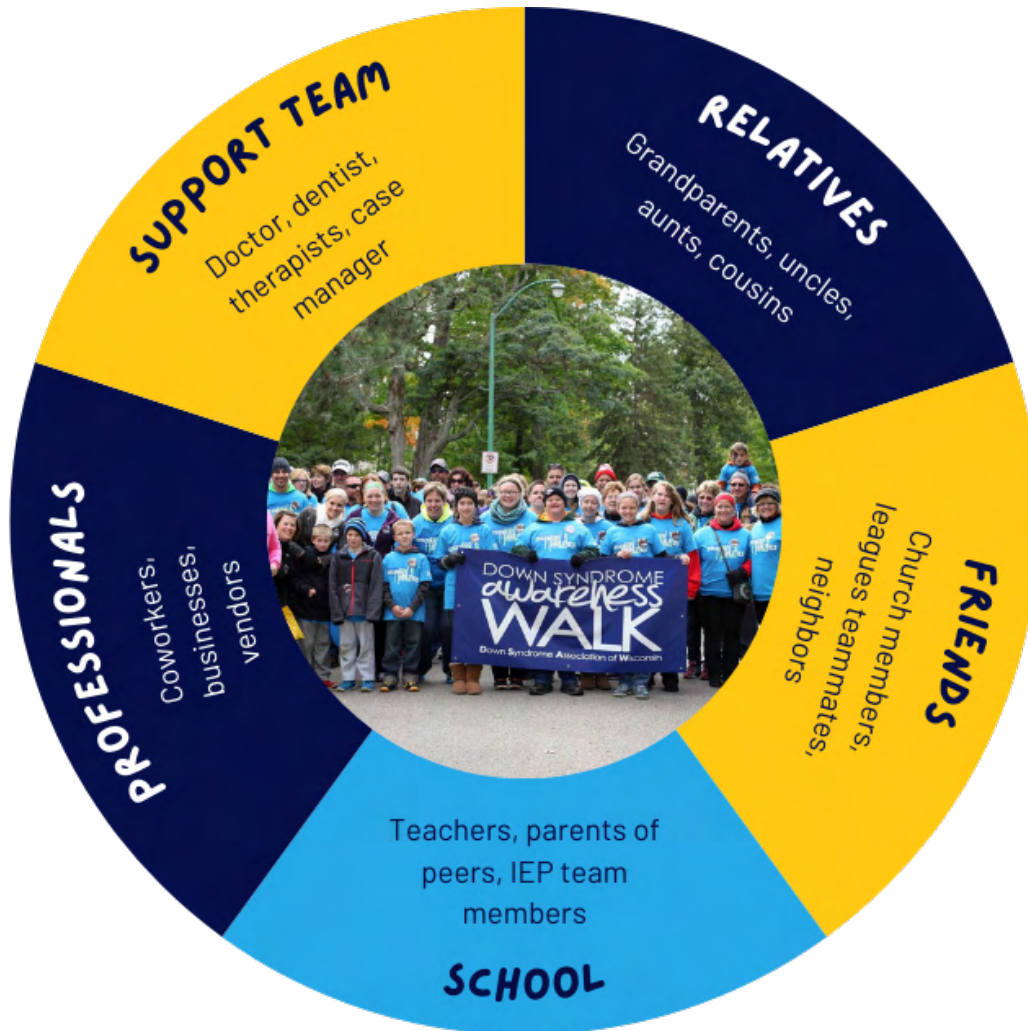 SUPPORT TEAM
Doctor, dentist,
therapists, case
manager
RELATIVES
Grandparents, uncles,
aunts, cousins
FRIENDS
Church members,
leagues teammates,
neighbors
SCHOOL
Teachers, parents of
peers, IEP team
members
PROFESSIONALS
Coworkers,
businesses,
vendors
DOWN SYNDROME
awareness
WALK
Down Syndrome Association of Wisconsin